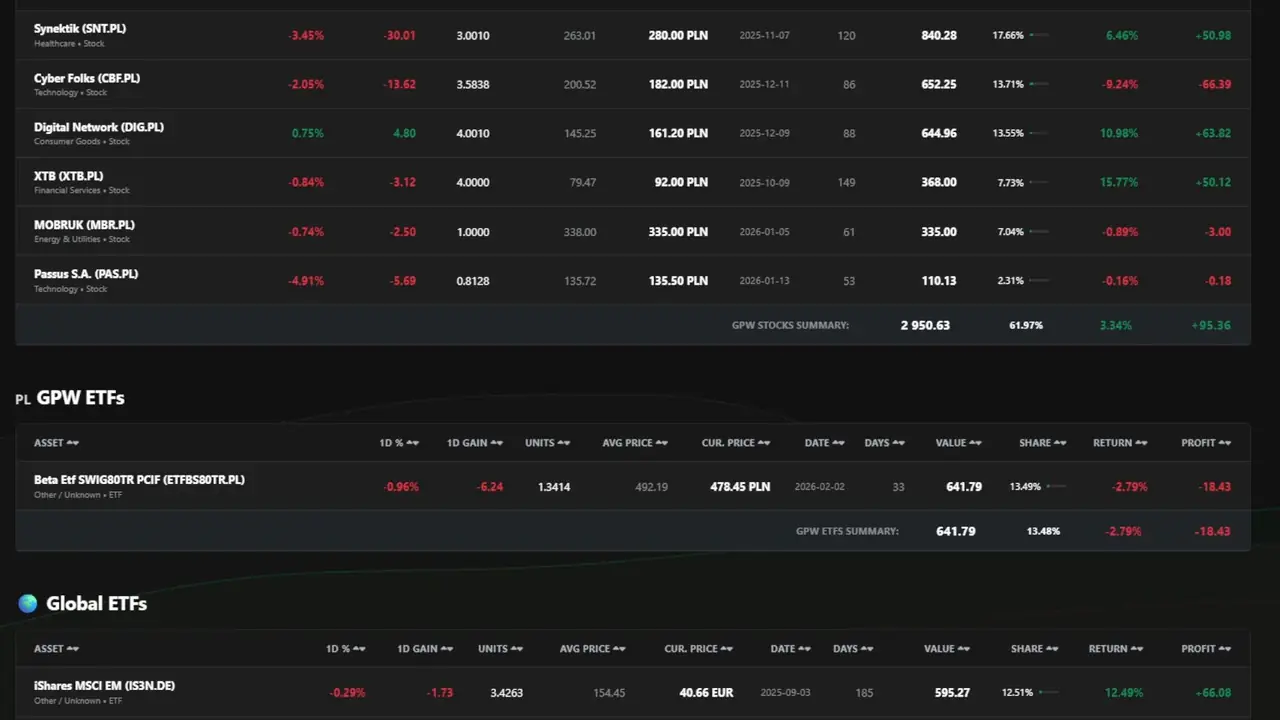 Synektik (SNT.PL) -3.45% -30.01 3.0010 263.01 280.00 PLN 2025-11-07 120 840.28 17.66% 6.46% +50.98
Healthcare • Stock
Cyber Folks (CBF.PL) -2.05% -13.62 3.5838 200.52 182.00 PLN 2025-12-11 86 652.25 13.71% -9.24% -66.39
Technology • Stock
Digital Network (DIG.PL) 0.75% 4.80 4.0010 145.25 161.20 PLN 2025-12-09 88 644.96 13.55% 10.98% +63.82
Consumer Goods • Stock
XTB (XTB.PL) -0.84% -3.12 4.0000 79.47 92.00 PLN 2025-10-09 149 368.00 7.73% 15.77% +50.12
Financial Services • Stock
MOBRUK (MBR.PL) -0.74% -2.50 1.0000 338.00 335.00 PLN 2026-01-05 61 335.00 7.04% -0.89% -3.00
Energy & Utilities • Stock
Passus S.A. (PAS.PL) -4.91% -5.69 0.8128 135.72 135.50 PLN 2026-01-13 53 110.13 2.31% -0.16% -0.18
Technology • Stock
GPW STOCKS SUMMARY: 2 950.63 61.97% 3.34% +95.36
PL GPW ETFs
ASSET 1D % 1D GAIN UNITS AVG PRICE CUR. PRICE DATE DAYS VALUE SHARE RETURN PROFIT
Beta Etf SWIG80TR PCIF (ETFBS80TR.PL) -0.96% -6.24 1.3414 492.19 478.45 PLN 2026-02-02 33 641.79 13.49% -2.79% -18.43
Other / Unknown • ETF
GPW ETFS SUMMARY: 641.79 13.48% -2.79% -18.43
Global ETFs
ASSET 1D % 1D GAIN UNITS AVG PRICE CUR. PRICE DATE DAYS VALUE SHARE RETURN PROFIT
iShares MSCI EM (IS3N.DE) -0.29% -1.73 3.4263 154.45 40.66 EUR 2025-09-03 185 595.27 12.51% 12.49% +66.08
Other / Unknown • ETF